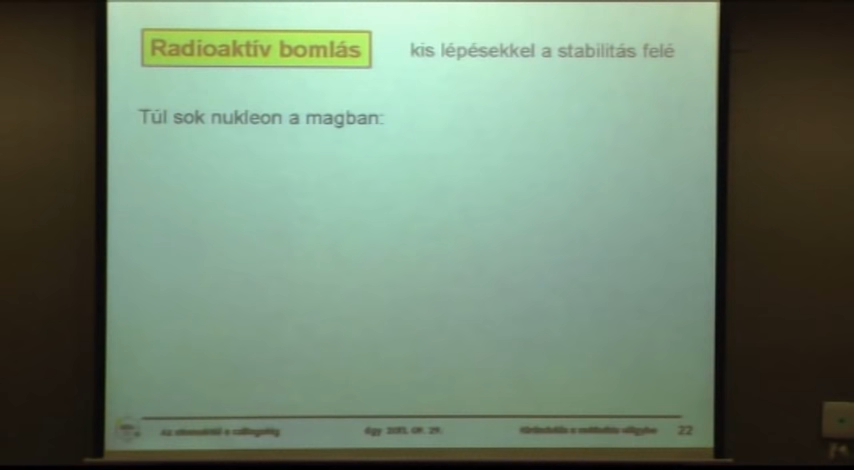 Radioaktív bomlás kis lépésekkel a stabilitás felé
Túl sok nukleon a magban:
22